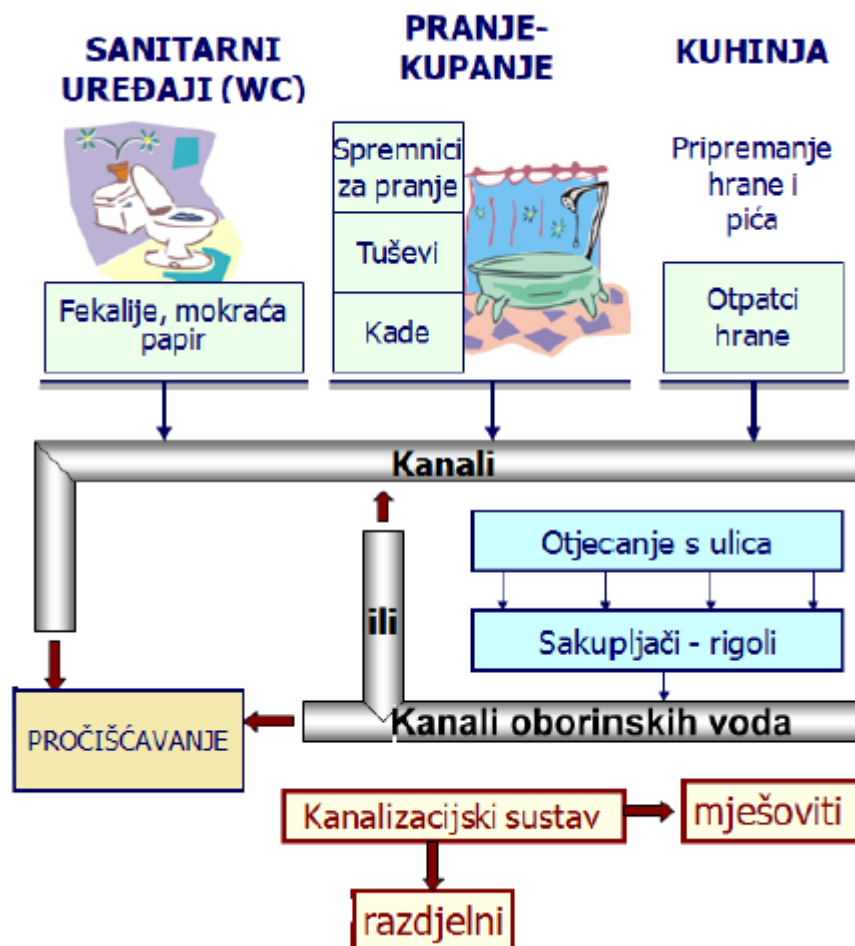 SANITARNI
UREĐAJI (WC)
PRANJE-
KUPANJE
KUHINJA
Spremnici
za pranje
Tuševi
Kade
Pripremanje
hrane i
pića
Fekalije, mokraća
papir
Otpatci
hrane
Kanali
Otjecanje s ulica
ili
Sakupljači - rigoli
Kanali oborinskih voda
PROČIŠĆAVANJE
Kanalizacijski sustav
mješoviti
razdjelni